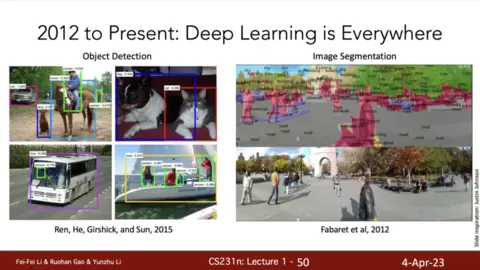 2012 to Present: Deep Learning is Everywhere
Object Detection
Image Segmentation
Ren, He, Girshick, and Sun, 2015
Fabaret et al, 2012
Slide inspiration: Justin Johnson
Fei-Fei Li & Ruohan Gao & Yunzhu Li
CS231n: Lecture 1 - 50
4-Apr-23